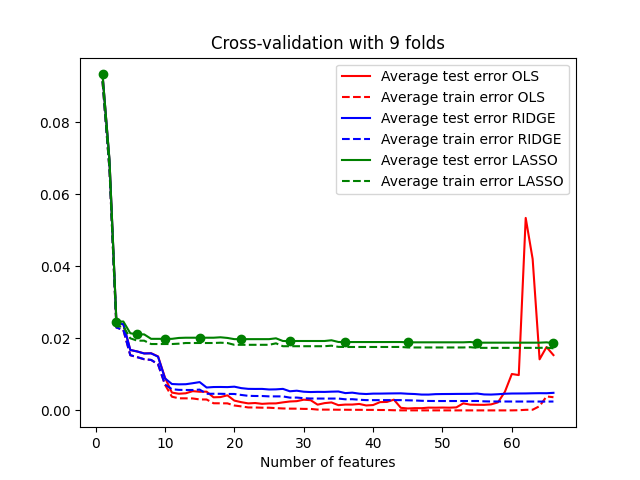 Cross-validation with 9 folds
Average test error OLS
Average train error OLS
Average test error RIDGE
Average train error RIDGE
Average test error LASSO
Average train error LASSO
0.08
0.06
0.04
0.02
0.00
0 10 20 30 40 50 60
Number of features